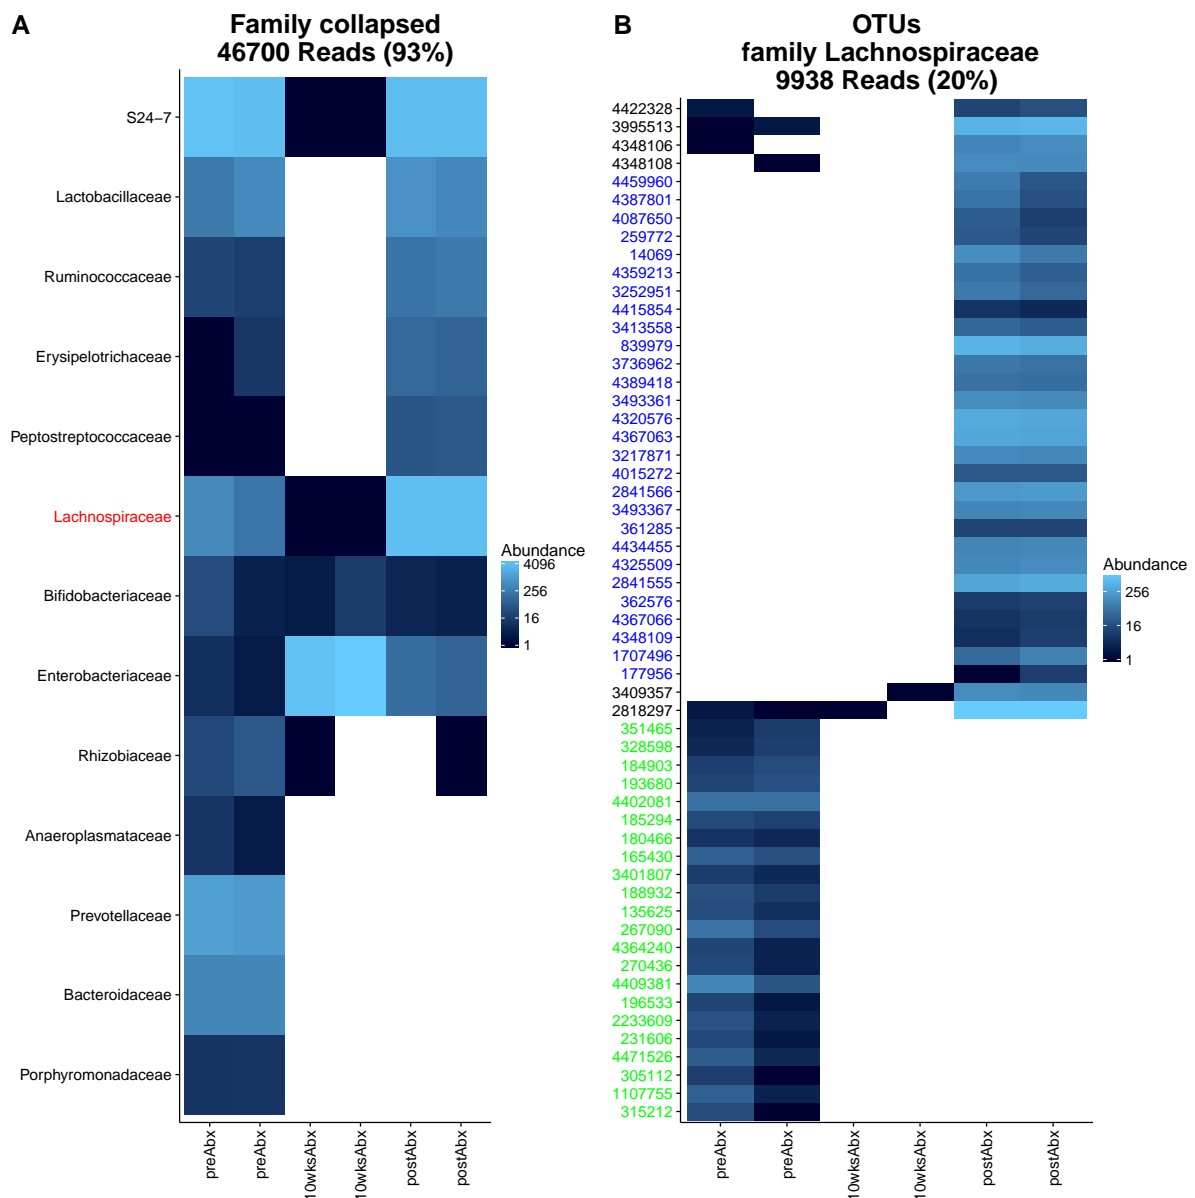 A
Family collapsed
46700 Reads (93%)
S24−7
Lactobacillaceae
Ruminococcaceae
Erysipelotrichaceae
Peptostreptococcaceae
Lachnospiraceae
Bifidobacteriaceae
Enterobacteriaceae
Rhizobiaceae
Anaeroplasmataceae
Prevotellaceae
Bacteroidaceae
Porphyromonadaceae
preAbx
preAbx
10wksAbx
10wksAbx
postAbx
postAbx
Abundance
4096
256
16
1
B
OTUs
family Lachnospiraceae
9938 Reads (20%)
4422328
3995513
4348106
4348108
4459960
4387801
4087650
259772
14069
4359213
3252951
4415854
3413558
839979
3736962
4389418
3493361
4320576
4367063
3217871
4015272
2841566
3493367
361285
4434455
4325509
2841555
362576
4367066
4348109
1707496
177956
3409357
2818297
351465
328598
184903
193680
4402081
185294
180466
165430
3401807
188932
135625
267090
4364240
270436
4409381
196533
2233609
231606
4471526
305112
1107755
315212
preAbx
preAbx
10wksAbx
10wksAbx
postAbx
postAbx
Abundance
256
16
1